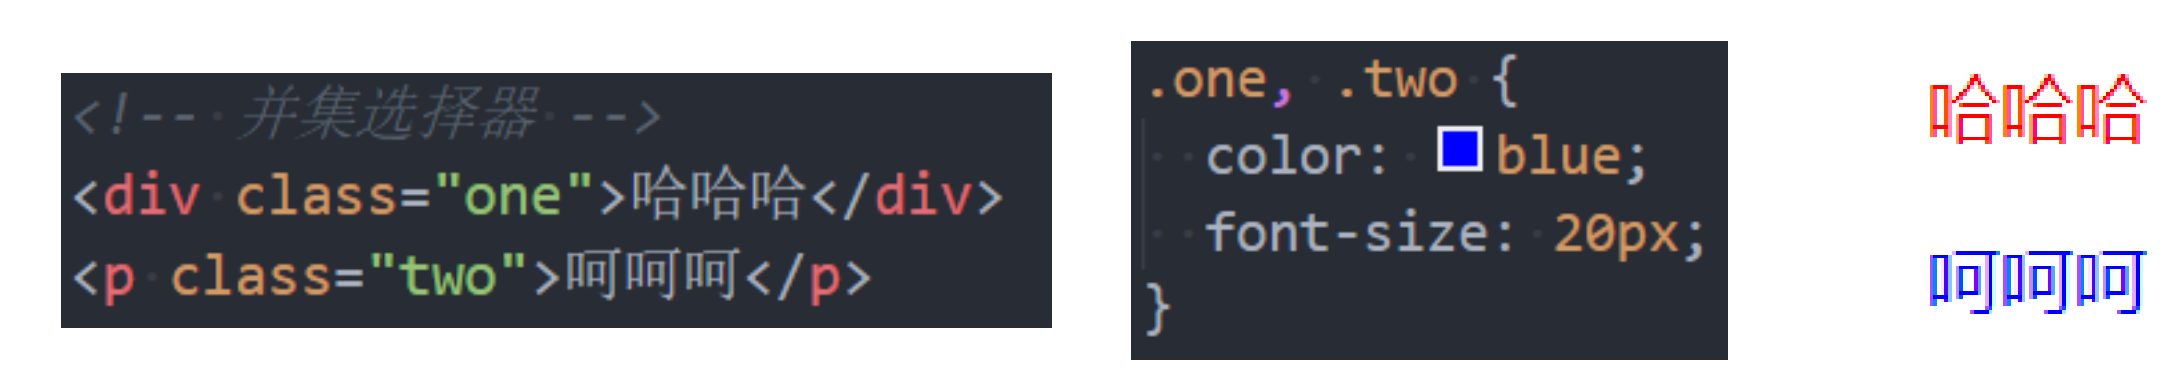 <!-- 并集选择器 -->
<div class="one">哈哈哈</div>
<p class="two">呵呵呵</p>
.one, .two {
  color: blue;
  font-size: 20px;
}
哈哈哈
呵呵呵